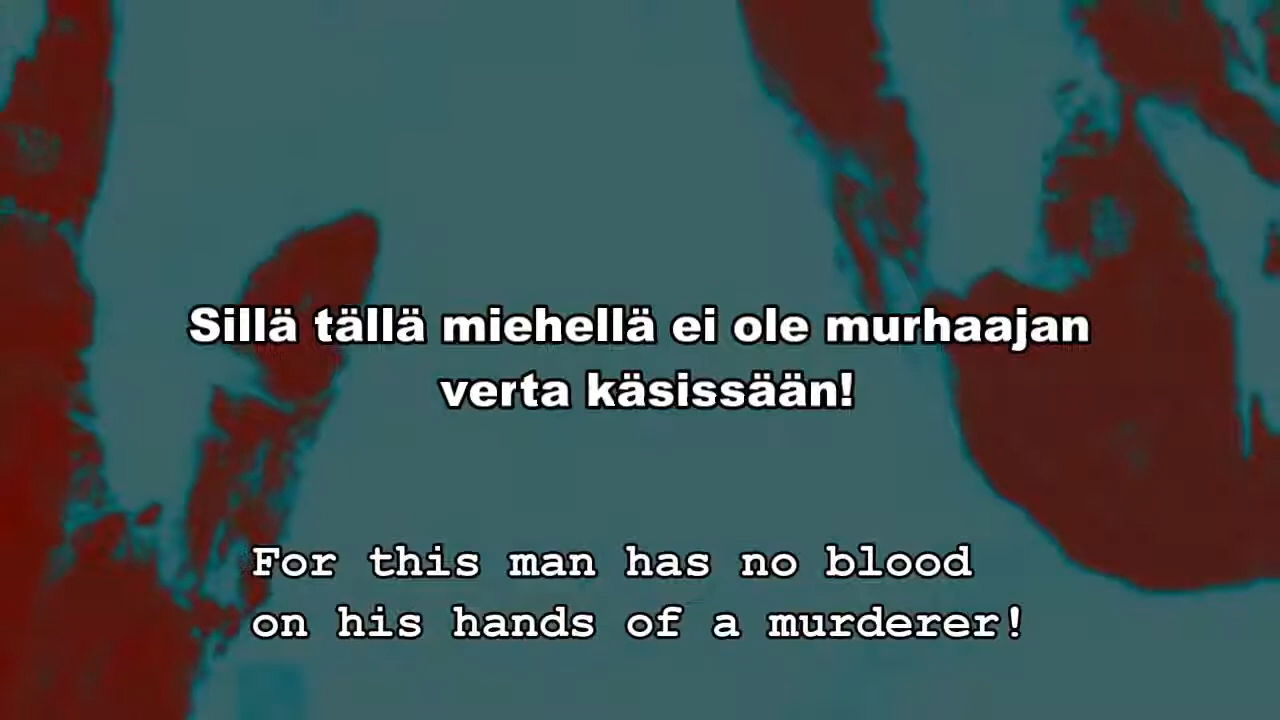 Sillä tällä miehellä ei ole murhaajan
verta käsissään!
For this man has no blood
on his hands of a murderer!